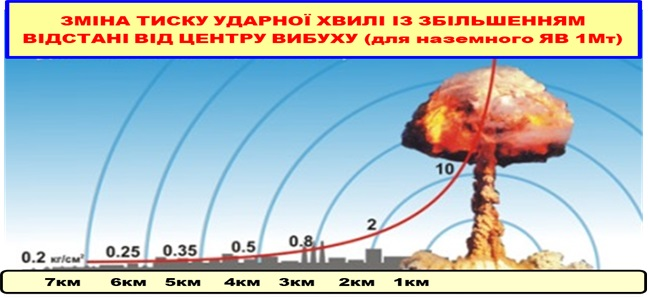 ЗМІНА ТИСКУ УДАРНОЇ ХВИЛІ ІЗ ЗБІЛЬШЕННЯМ
ВІДСТАНІ ВІД ЦЕНТРУ ВИБУХУ (для наземного ЯВ 1Мт)
10
2
0.8
0.5
0.35
0.25
0.2 кг/см²
7км 6км 5км 4км 3км 2км 1км